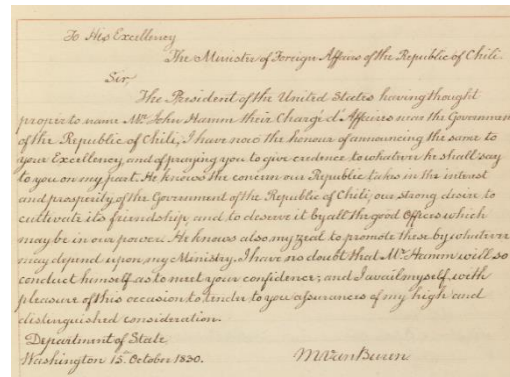 To His Excellency
The Minister of Foreign Affairs of the Republic of Chili.
Sir,
The President of the United States having thought
proper to name Mr. John Hamm their Chargé d'Affaires near the Governmen
of the Republic of Chili, I have now the honour of announcing the same to
your Excellency, and of praying you to give credence to whatever he shall say
to you on my part. He knows the concern our Republic takes in the interest
and prosperity of the Government of the Republic of Chili, our strong desire to
cultivate its friendship, and to deserve it by all the good Offices which
may be in our power. He knows also my zeal to promote these by whatever
may depend upon my Ministry. I have no doubt that Mr. Hamm will so
conduct himself as to meet your confidence; and I avail myself with
pleasure of this occasion to tender to you assurances of my high and
distinguished consideration.
Department of State
Washington 15th October 1830.
M Van Buren